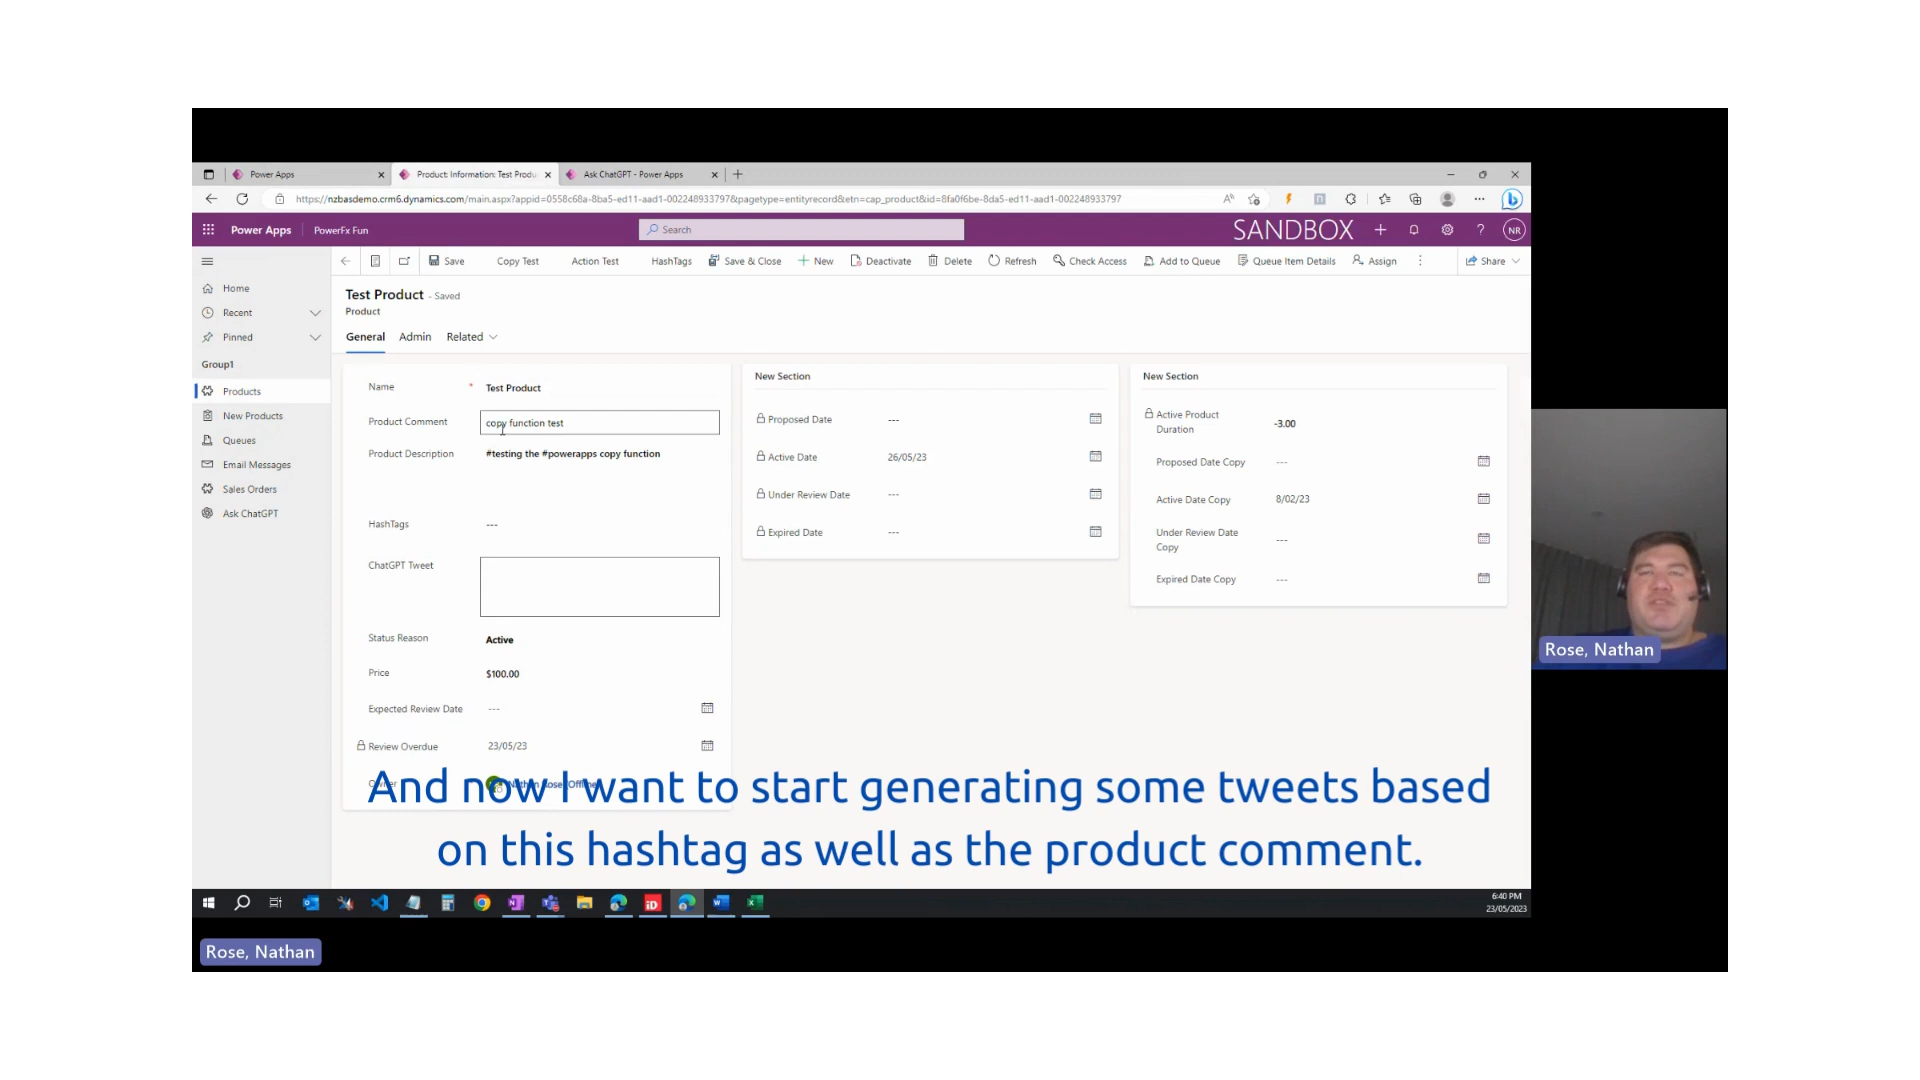 Power Apps
Product: Information: Test Produ
Ask ChatGPT - Power Apps
https://nzbasdemo.crm6.dynamics.com/main.aspx?appid=0558c68a-8ba5-ed11-aad1-002248933797&pagetype=entityrecord&etn=cap_product&id=8fa0f6be-8da5-ed11-aad1-002248933797
Power Apps PowerFx Fun Search SANDBOX NR
Save Copy Test Action Test HashTags Save & Close New Deactivate Delete Refresh Check Access Add to Queue Queue Item Details Assign Share
Home
Recent
Pinned
Group1
Products
New Products
Queues
Email Messages
Sales Orders
Ask ChatGPT
Test Product - Saved
Product
General Admin Related
Name * Test Product
Product Comment copy function test
Product Description #testing the #powerapps copy function
HashTags ---
ChatGPT Tweet
Status Reason Active
Price $100.00
Expected Review Date ---
Review Overdue 23/05/23
New Section
Proposed Date ---
Active Date 26/05/23
Under Review Date ---
Expired Date ---
New Section
Active Product
Duration -3.00
Proposed Date Copy ---
Active Date Copy 8/02/23
Under Review Date
Copy ---
Expired Date Copy ---
Rose, Nathan
And now I want to start generating some tweets based
on this hashtag as well as the product comment.
6:40 PM
23/05/2023
Rose, Nathan